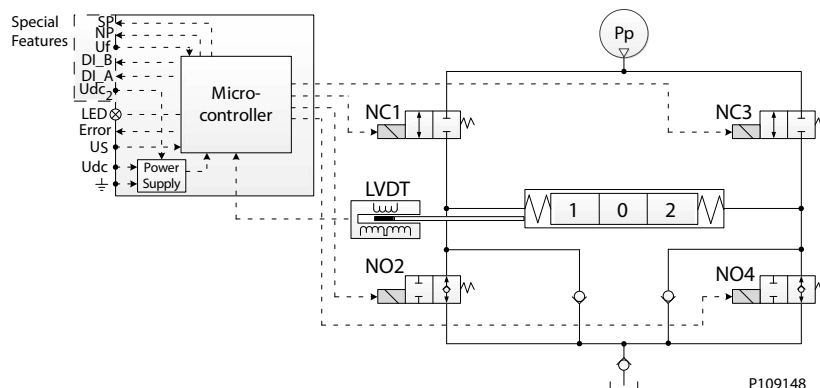 Special
Features
SP
NP
Uf
DI_B
DI_A
Udc2
LED
Error
US
Udc
Micro-
controller
Power
Supply
Pp
NC1
NC3
LVDT
1 0 2
NO2
NO4
P109148